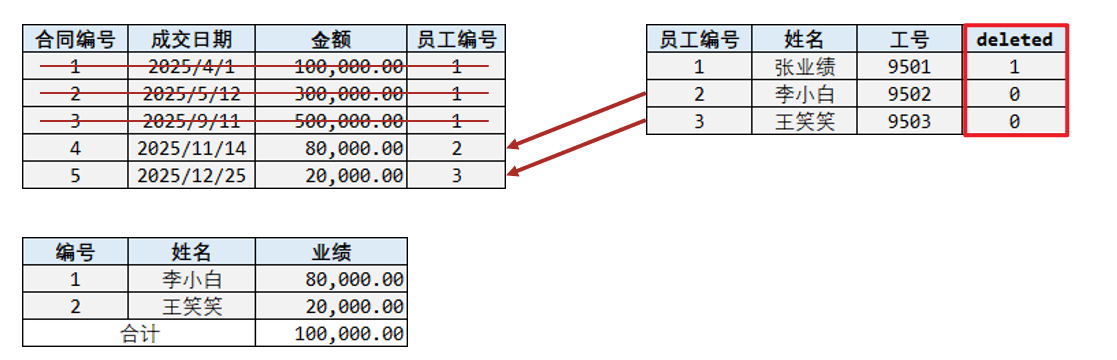 合同编号 成交日期 金额 员工编号
1 2025/4/1 100,000.00 1
2 2025/5/12 300,000.00 1
3 2025/9/11 500,000.00 1
4 2025/11/14 80,000.00 2
5 2025/12/25 20,000.00 3
员工编号 姓名 工号 deleted
1 张业绩 9501 1
2 李小白 9502 0
3 王笑笑 9503 0
编号 姓名 业绩
1 李小白 80,000.00
2 王笑笑 20,000.00
合计 100,000.00